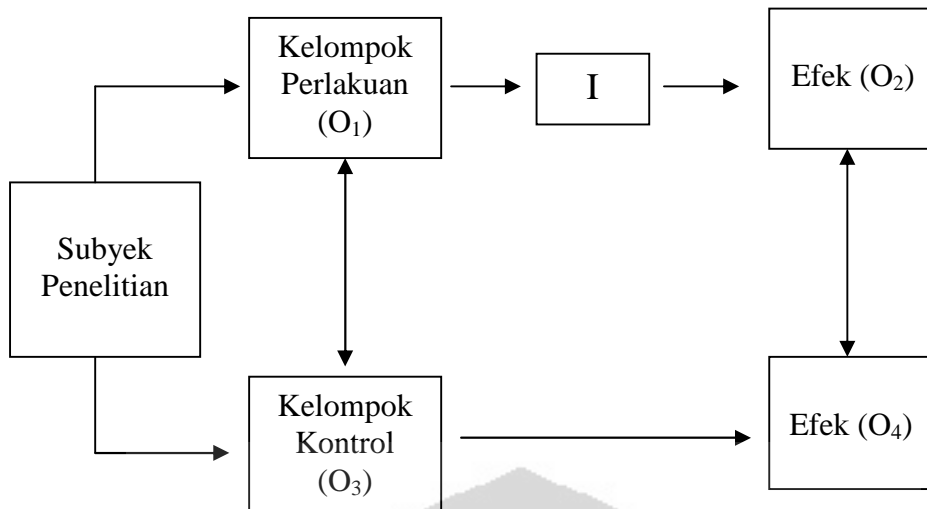 Kelompok
Perlakuan
(O₁)
I
Efek (O₂)
Subyek
Penelitian
Kelompok
Kontrol
(O₃)
Efek (O₄)